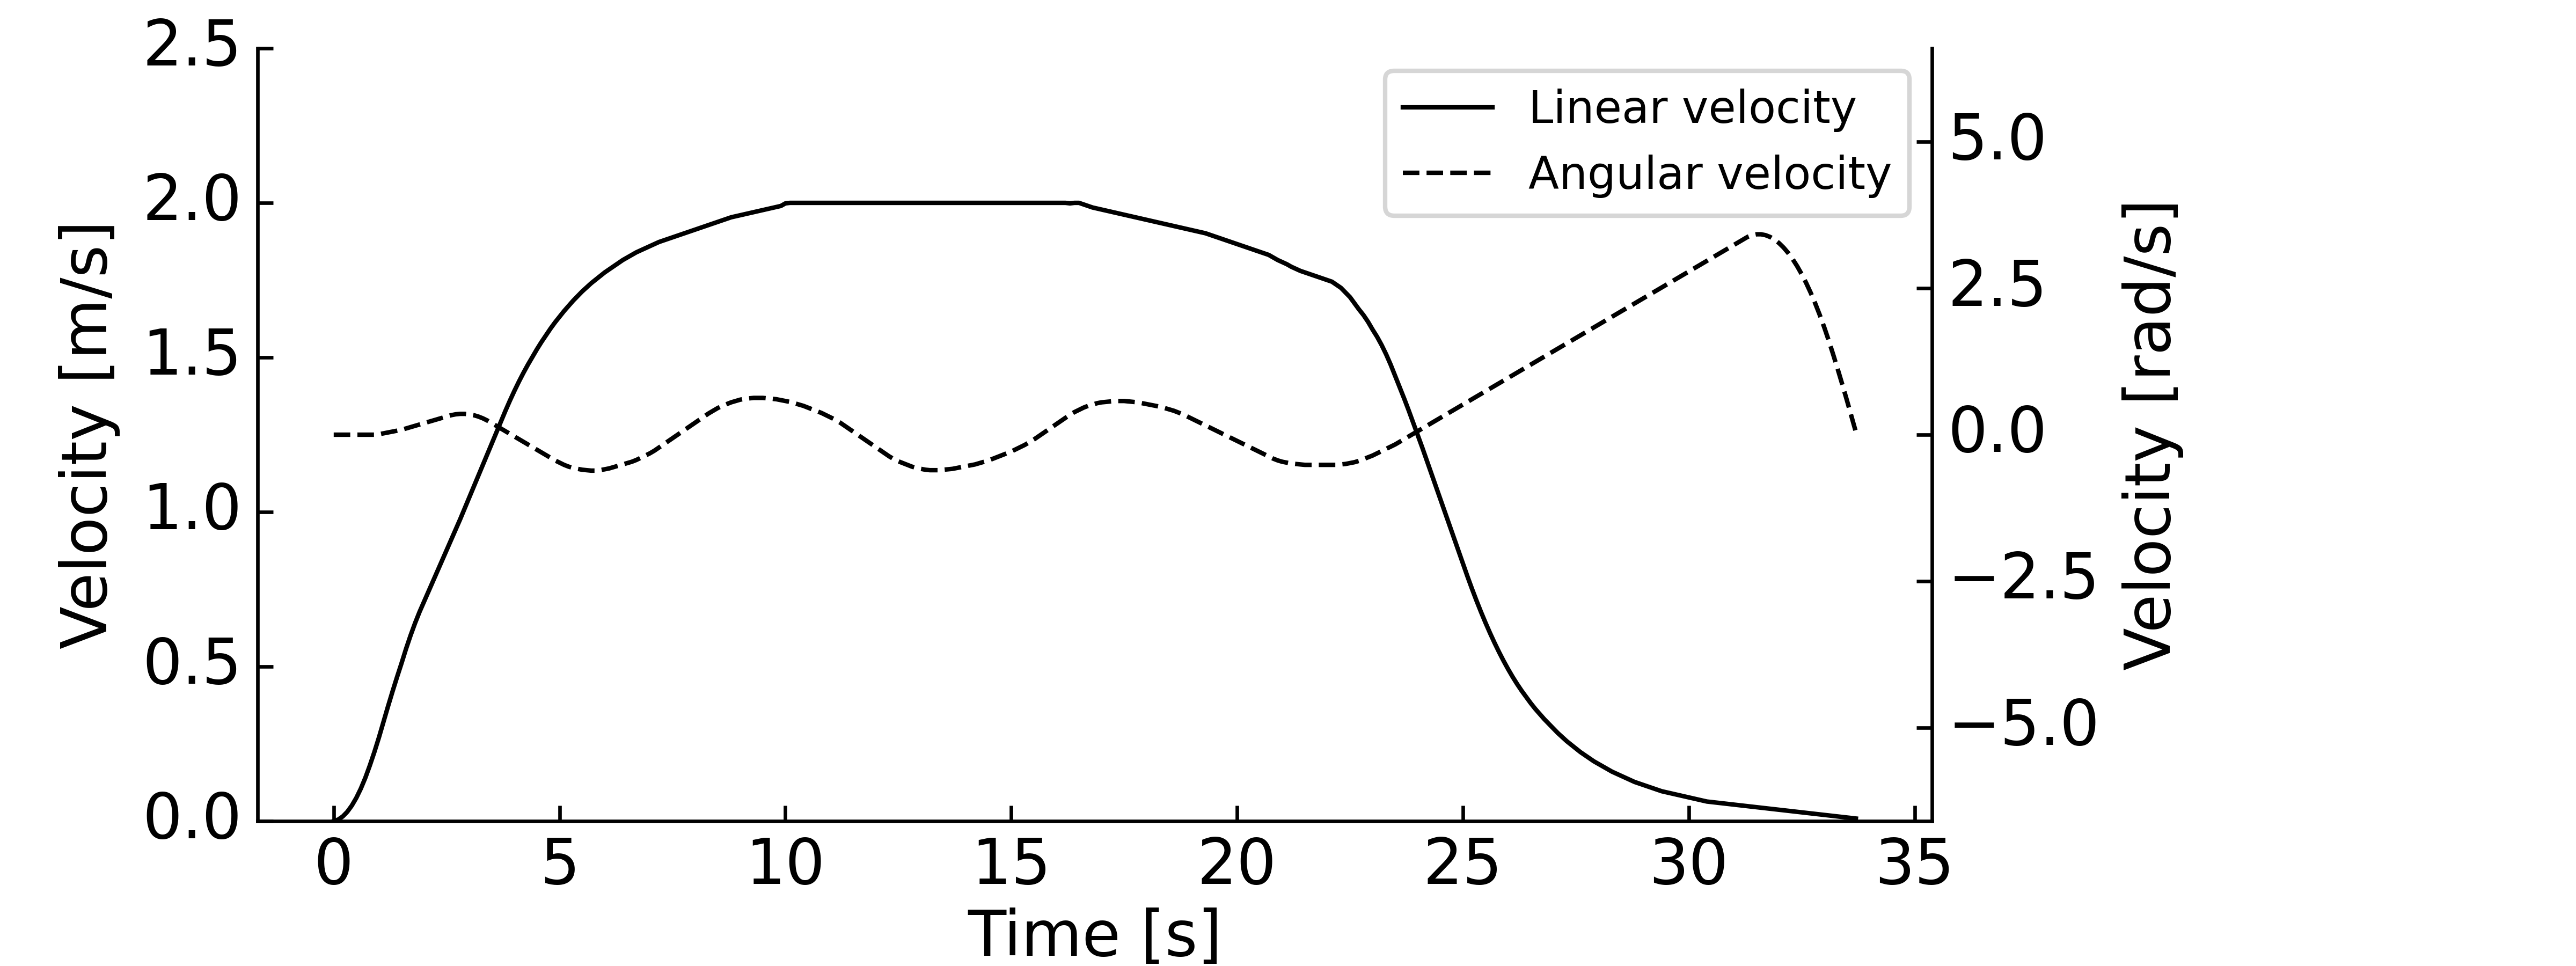 Velocity [m/s]
2.5
2.0
1.5
1.0
0.5
0.0
Linear velocity
Angular velocity
5.0
2.5
0.0
−2.5
−5.0
Velocity [rad/s]
0 5 10 15 20 25 30 35
Time [s]